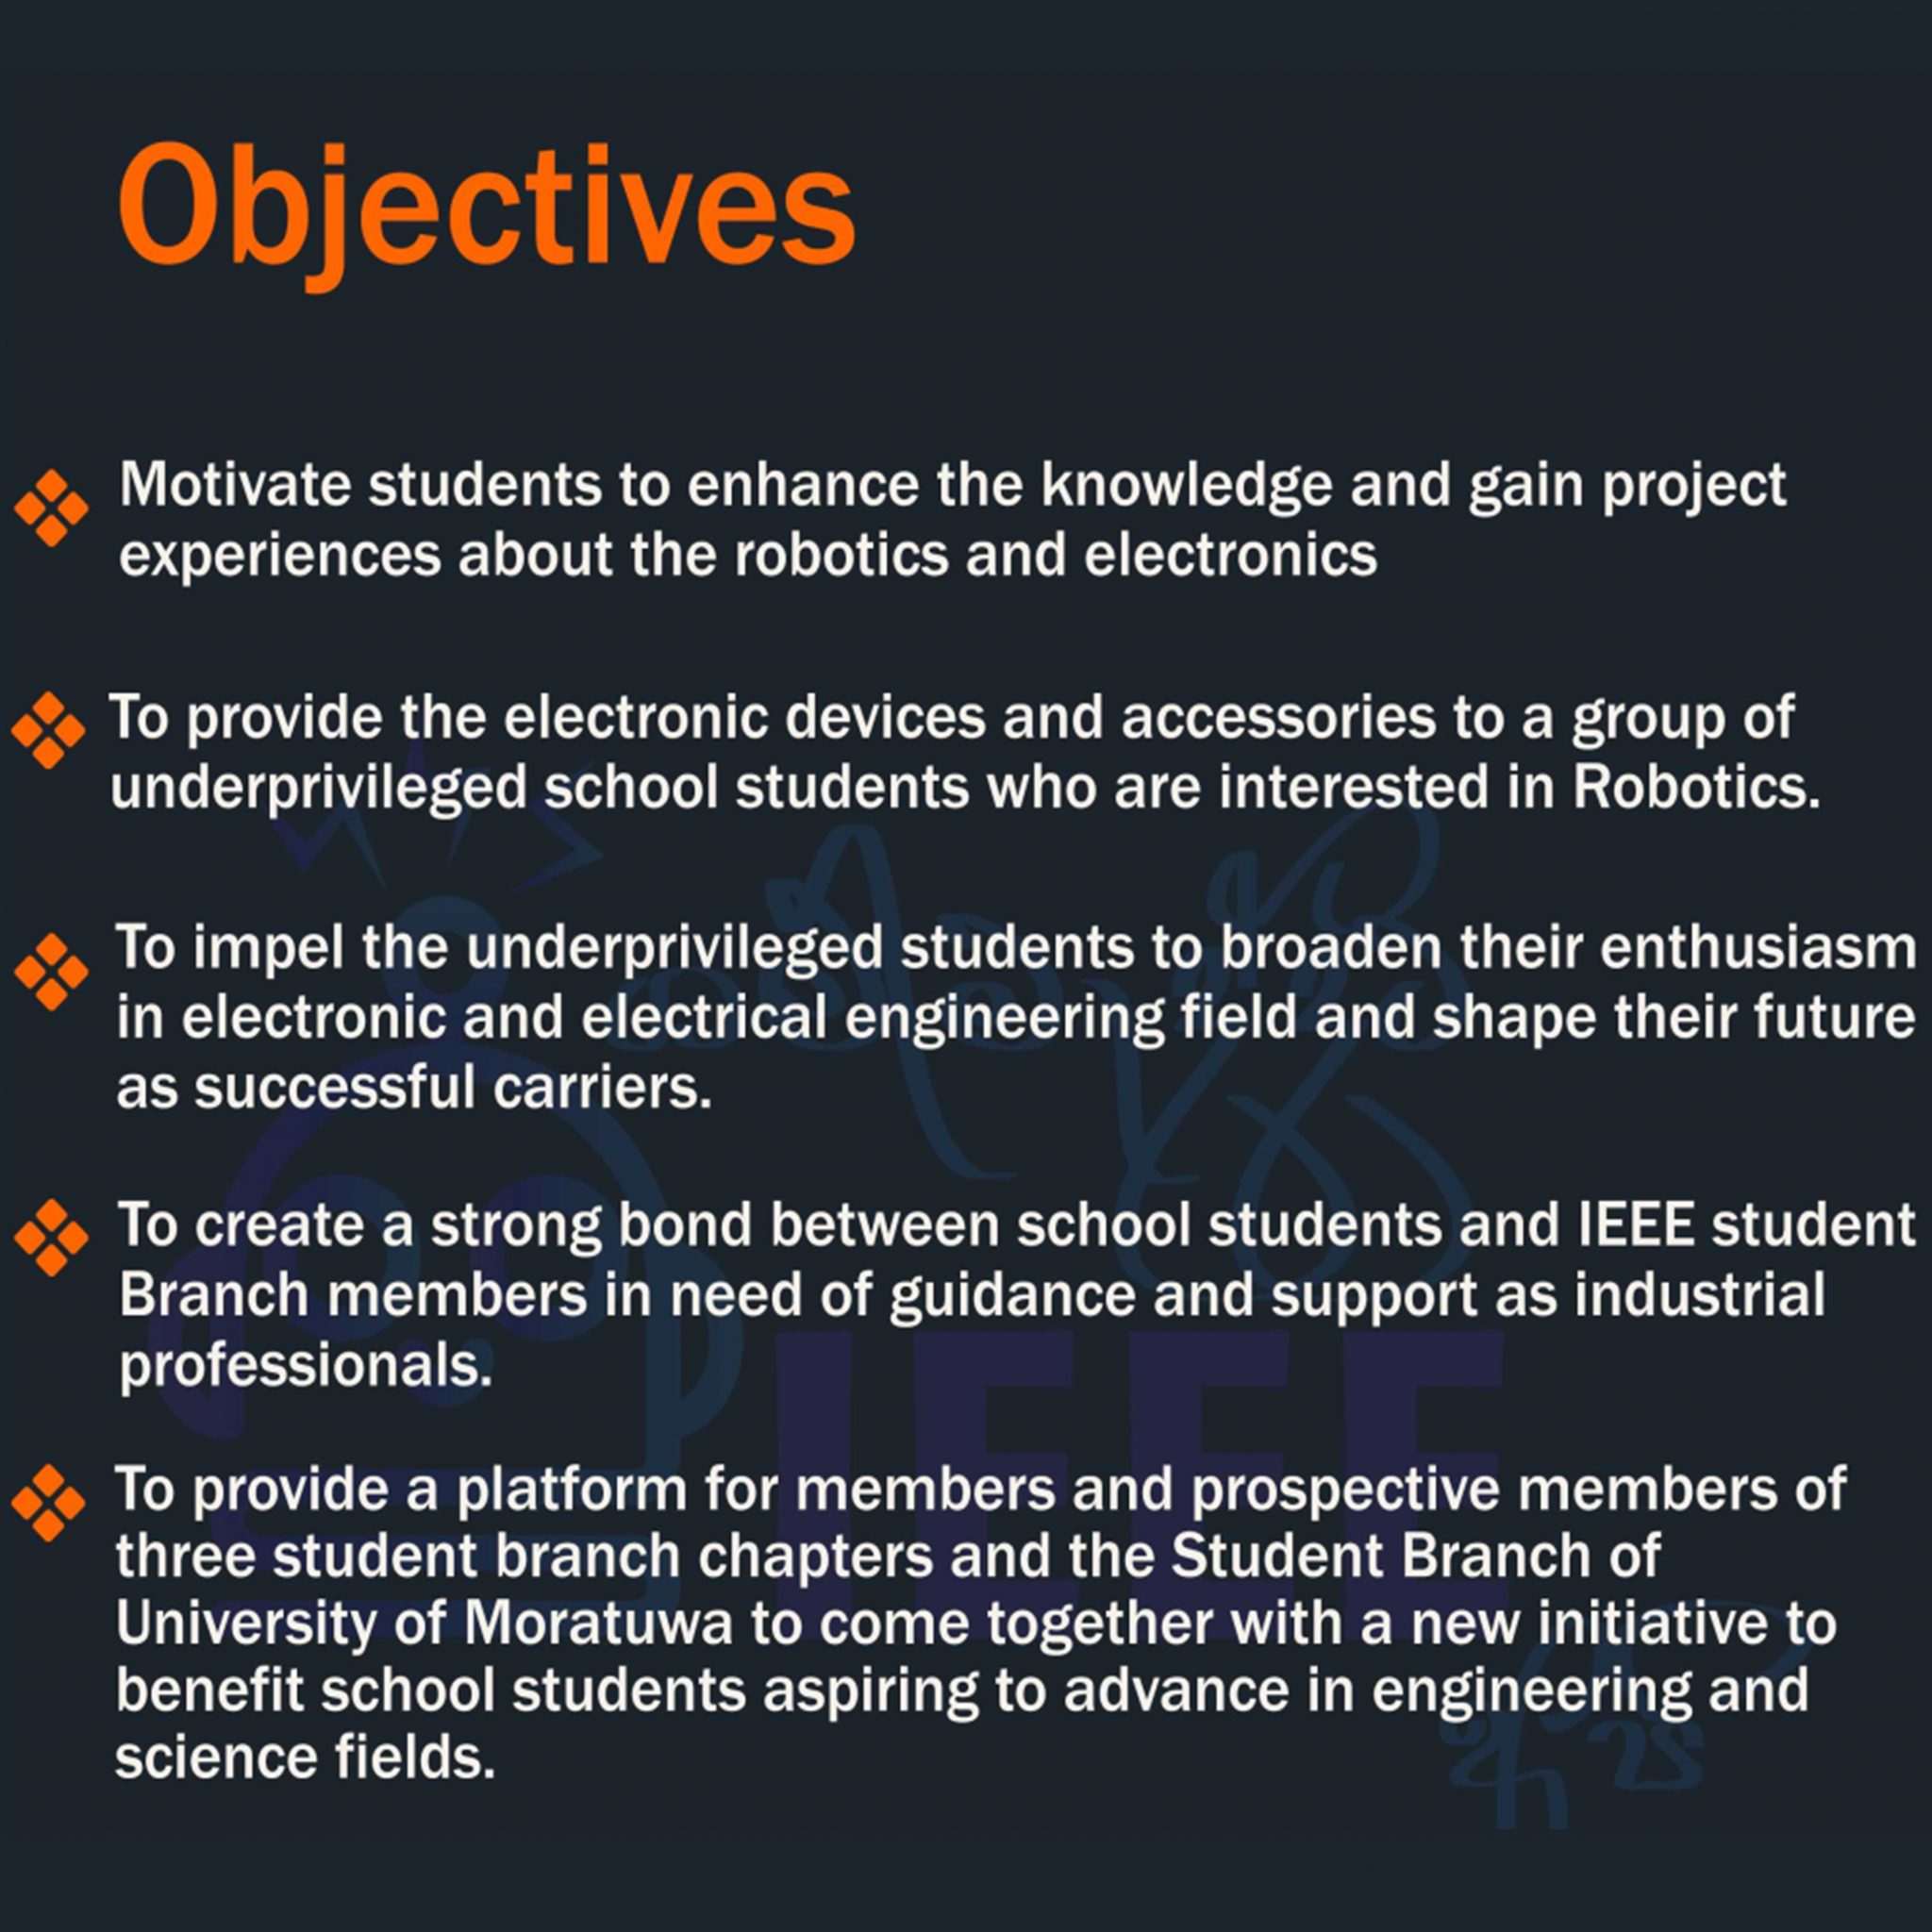 Objectives
Motivate students to enhance the knowledge and gain project
experiences about the robotics and electronics
To provide the electronic devices and accessories to a group of
underprivileged school students who are interested in Robotics.
To impel the underprivileged students to broaden their enthusiasm
in electronic and electrical engineering field and shape their future
as successful carriers.
To create a strong bond between school students and IEEE student
Branch members in need of guidance and support as industrial
professionals.
To provide a platform for members and prospective members of
three student branch chapters and the Student Branch of
University of Moratuwa to come together with a new initiative to
benefit school students aspiring to advance in engineering and
science fields.
IEEE